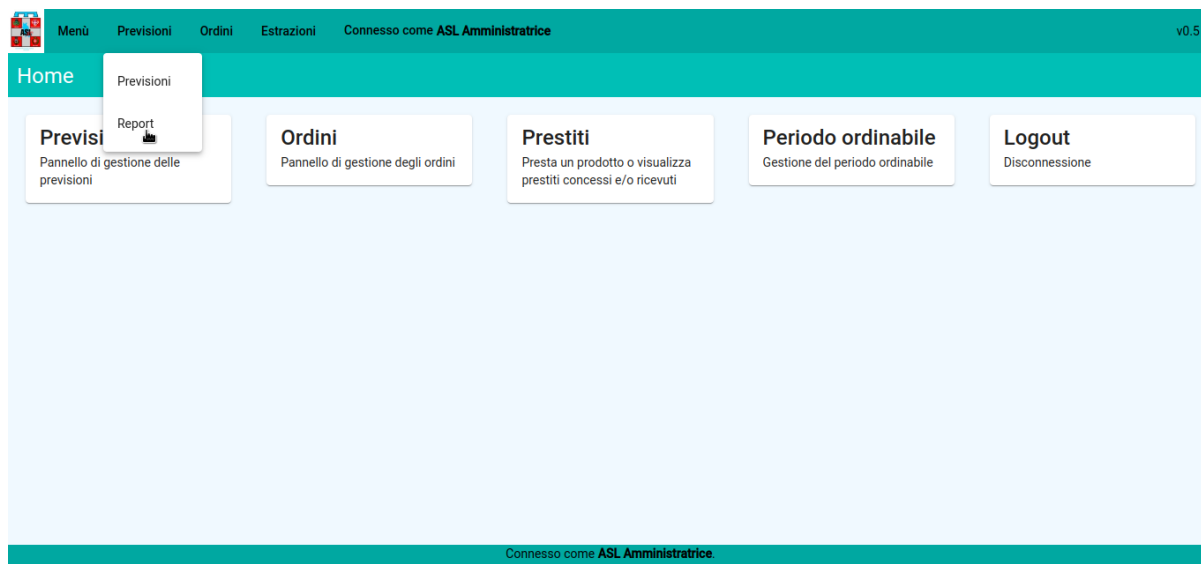 ASL
Menù
Previsioni
Ordini
Estrazioni
Connesso come ASL Amministratrice
v0.5
Home
Previsioni
Report
Ordini
Pannello di gestione delle
previsioni
Pannello di gestione degli ordini
Prestiti
Presta un prodotto o visualizza
prestiti concessi e/o ricevuti
Periodo ordinabile
Gestione del periodo ordinabile
Logout
Disconnessione
Connesso come ASL Amministratrice.